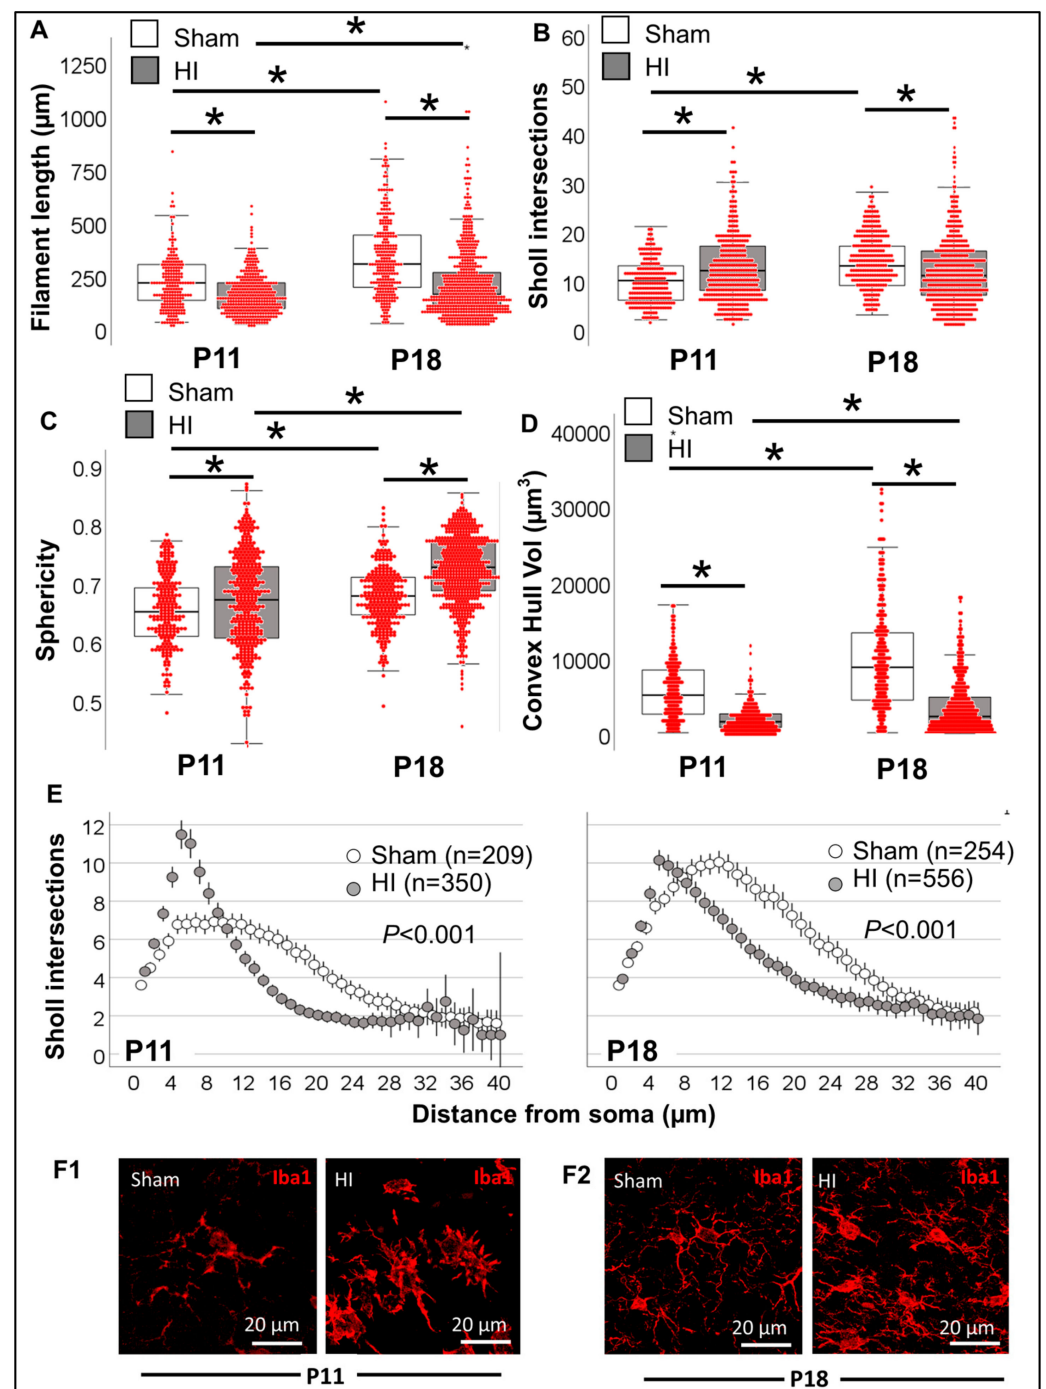 A
Sham
HI
*
*
*
*
*
1250
1000
750
500
250
0
Filament length (μm)
P11
P18
B
Sham
HI
*
*
*
60
50
40
30
20
10
0
Sholl intersections
P11
P18
C
Sham
HI
*
*
*
*
0.9
0.8
0.7
0.6
0.5
Sphericity
P11
P18
D
Sham
*
HI
*
*
*
*
40000
30000
20000
10000
0
Convex Hull Vol (μm³)
P11
P18
E
12
10
8
6
4
2
0
Sholl intersections
Sham (n=209)
HI (n=350)
P<0.001
P11
0 4 8 12 16 20 24 28 32 36 40
Sham (n=254)
HI (n=556)
P<0.001
P18
0 4 8 12 16 20 24 28 32 36 40
Distance from soma (μm)
F1
Sham
Iba1
20 μm
HI
Iba1
20 μm
P11
F2
Sham
Iba1
20 μm
HI
Iba1
20 μm
P18